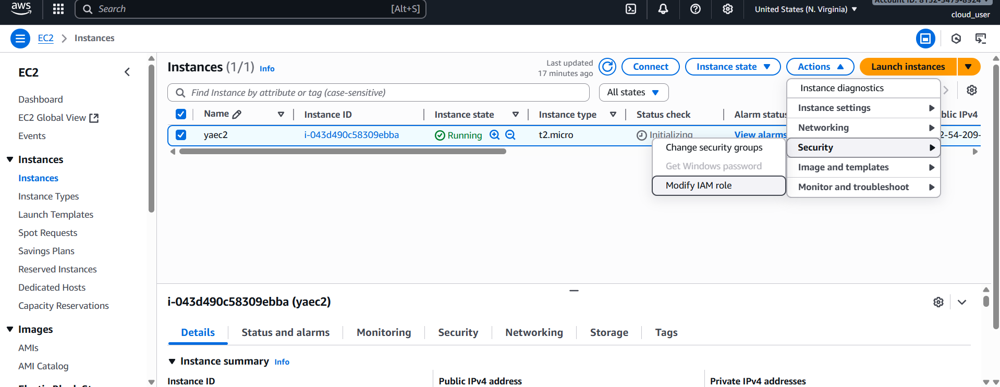 aws
Search
[Alt+S]
United States (N. Virginia)
Account ID: 8152-5479-8924
cloud_user
EC2
Instances
EC2
Dashboard
EC2 Global View
Events
Instances
Instances
Instance Types
Launch Templates
Spot Requests
Savings Plans
Reserved Instances
Dedicated Hosts
Capacity Reservations
Images
AMIs
AMI Catalog
Instances (1/1) Info
Last updated
17 minutes ago
Connect
Instance state
Actions
Launch instances
Find Instance by attribute or tag (case-sensitive)
All states
Name
Instance ID
Instance state
Instance type
Status check
Alarm status
blic IPv4
yaec2
i-043d490c58309ebba
Running
t2.micro
Initializing
View alarms
2-54-209-
Instance diagnostics
Instance settings
Networking
Security
Image and templates
Monitor and troubleshoot
Change security groups
Get Windows password
Modify IAM role
i-043d490c58309ebba (yaec2)
Details
Status and alarms
Monitoring
Security
Networking
Storage
Tags
Instance summary Info
Instance ID
Public IPv4 address
Private IPv4 addresses